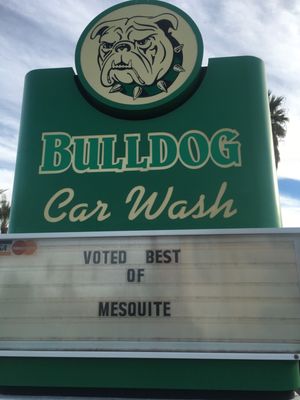 BULLDOG
Car Wash
VOTED BEST
OF
MESQUITE